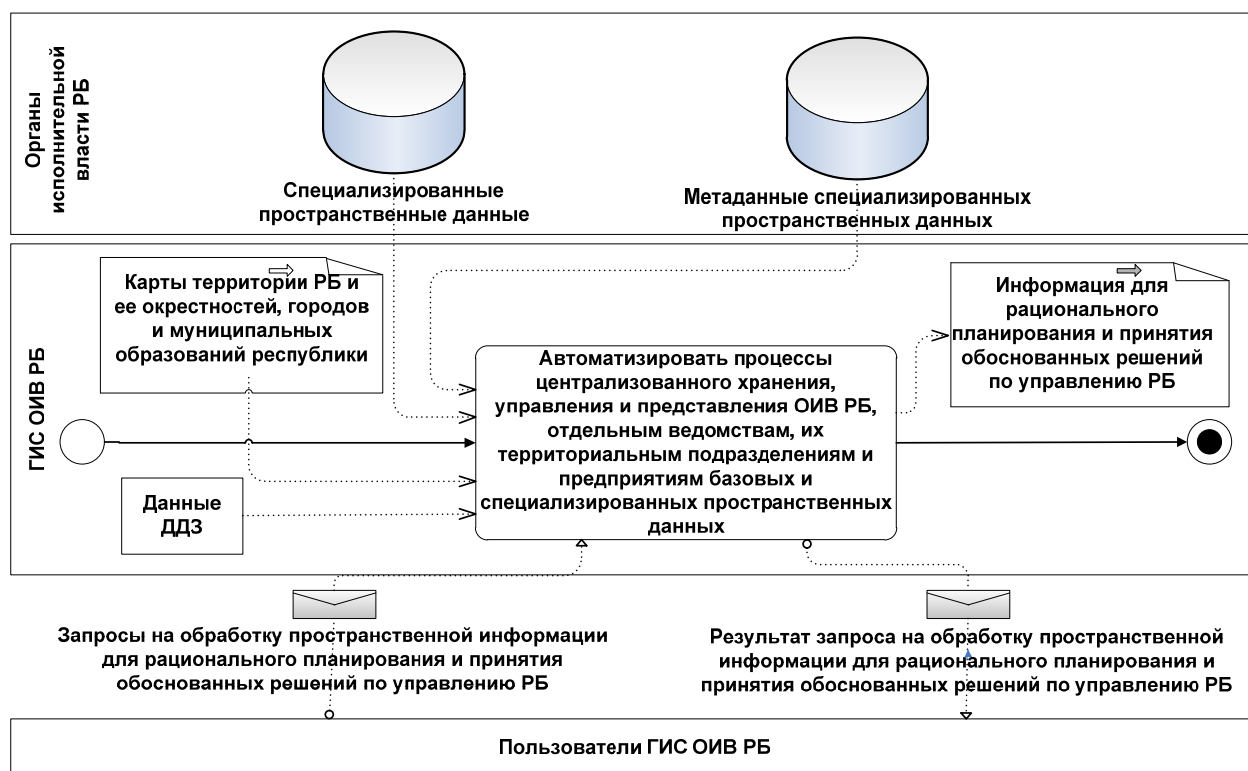 Органы
исполнительной
власти РБ
Специализированные
пространственные данные
Метаданные специализированных
пространственных данных
ГИС ОИВ РБ
Карты территории РБ и
ее окрестностей, городов
и муниципальных
образований республики
Данные
ДДЗ
Автоматизировать процессы
централизованного хранения,
управления и представления ОИВ РБ,
отдельным ведомствам, их
территориальным подразделениям и
предприятиям базовых и
специализированных пространственных
данных
Информация для
рационального
планирования и принятия
обоснованных решений
по управлению РБ
Запросы на обработку пространственной информации
для рационального планирования и принятия
обоснованных решений по управлению РБ
Результат запроса на обработку пространственной
информации для рационального планирования и
принятия обоснованных решений по управлению РБ
Пользователи ГИС ОИВ РБ